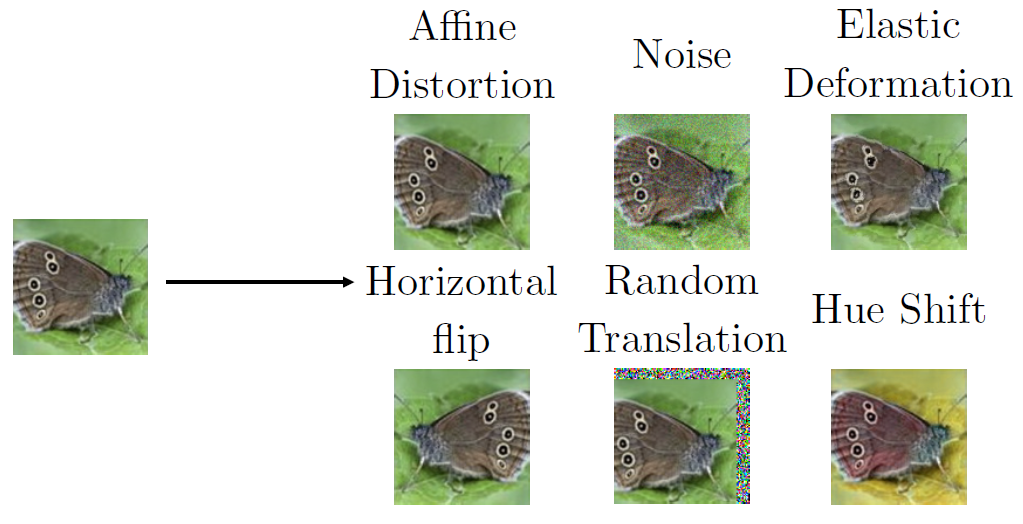 Affine
Distortion
Noise
Elastic
Deformation
Horizontal
flip
Random
Translation
Hue Shift